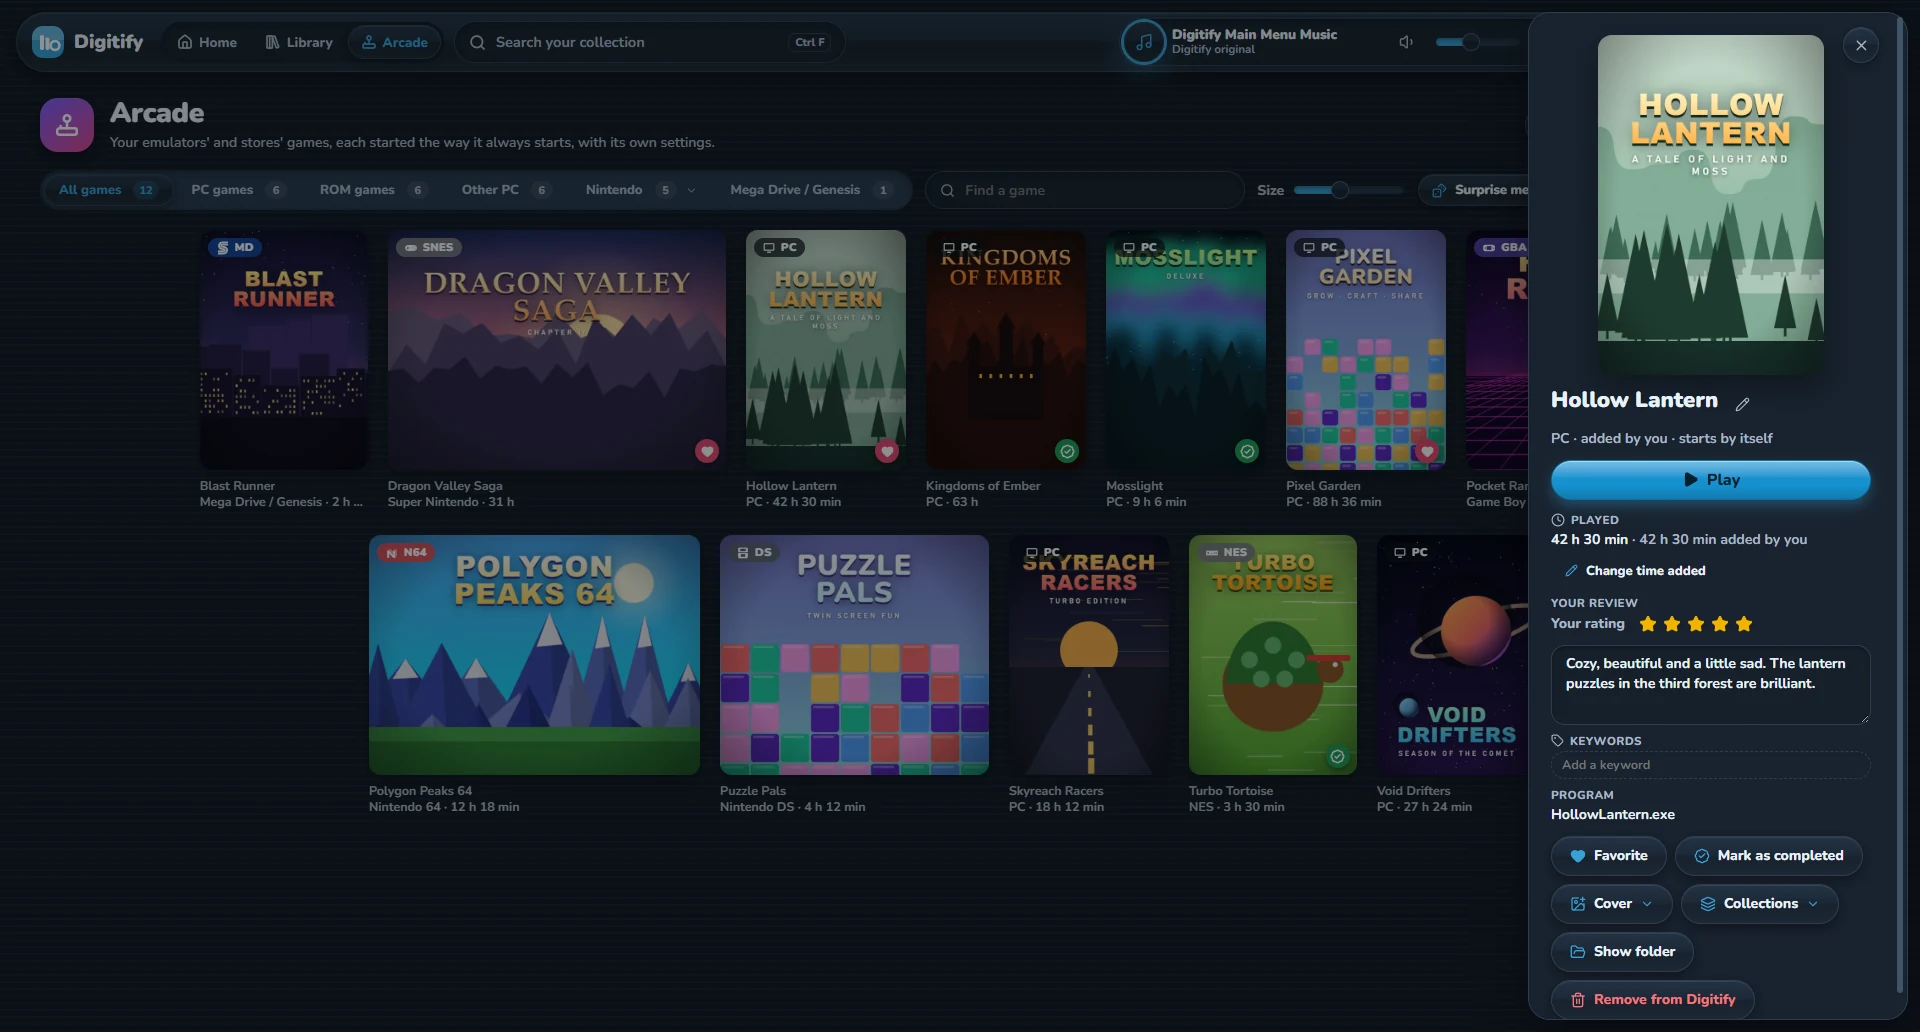 Digitify
Home
Library
Arcade
Search your collection
Ctrl F
Digitify Main Menu Music
Digitify original
Arcade
Your emulators' and stores' games, each started the way it always starts, with its own settings.
All games 12
PC games 6
ROM games 6
Other PC 6
Nintendo 5
Mega Drive / Genesis 1
Find a game
Size
Surprise me
MD
BLAST
RUNNER
Blast Runner
Mega Drive / Genesis · 2 h ...
SNES
DRAGON VALLEY
SAGA
CHAPTER
Dragon Valley Saga
Super Nintendo · 31 h
PC
HOLLOW
LANTERN
A TALE OF LIGHT AND
MOSS
Hollow Lantern
PC · 42 h 30 min
PC
KINGDOMS
OF EMBER
Kingdoms of Ember
PC · 63 h
PC
MOSSLIGHT
DELUXE
Mosslight
PC · 9 h 6 min
PC
PIXEL
GARDEN
GROW · CRAFT · SHARE
Pixel Garden
PC · 88 h 36 min
GBA
Pocket Ran
Game Boy
N64
POLYGON
PEAKS 64
Polygon Peaks 64
Nintendo 64 · 12 h 18 min
DS
PUZZLE
PALS
TWIN SCREEN FUN
Puzzle Pals
Nintendo DS · 4 h 12 min
PC
SKYREACH
RACERS
TURBO EDITION
Skyreach Racers
PC · 18 h 12 min
NES
TURBO
TORTOISE
Turbo Tortoise
NES · 3 h 30 min
PC
VOID
DRIFTERS
SEASON OF THE COMET
Void Drifters
PC · 27 h 24 min
HOLLOW
LANTERN
A TALE OF LIGHT AND
MOSS
Hollow Lantern
PC · added by you · starts by itself
Play
PLAYED
42 h 30 min · 42 h 30 min added by you
Change time added
YOUR REVIEW
Your rating
Cozy, beautiful and a little sad. The lantern
puzzles in the third forest are brilliant.
KEYWORDS
Add a keyword
PROGRAM
HollowLantern.exe
Favorite
Mark as completed
Cover
Collections
Show folder
Remove from Digitify